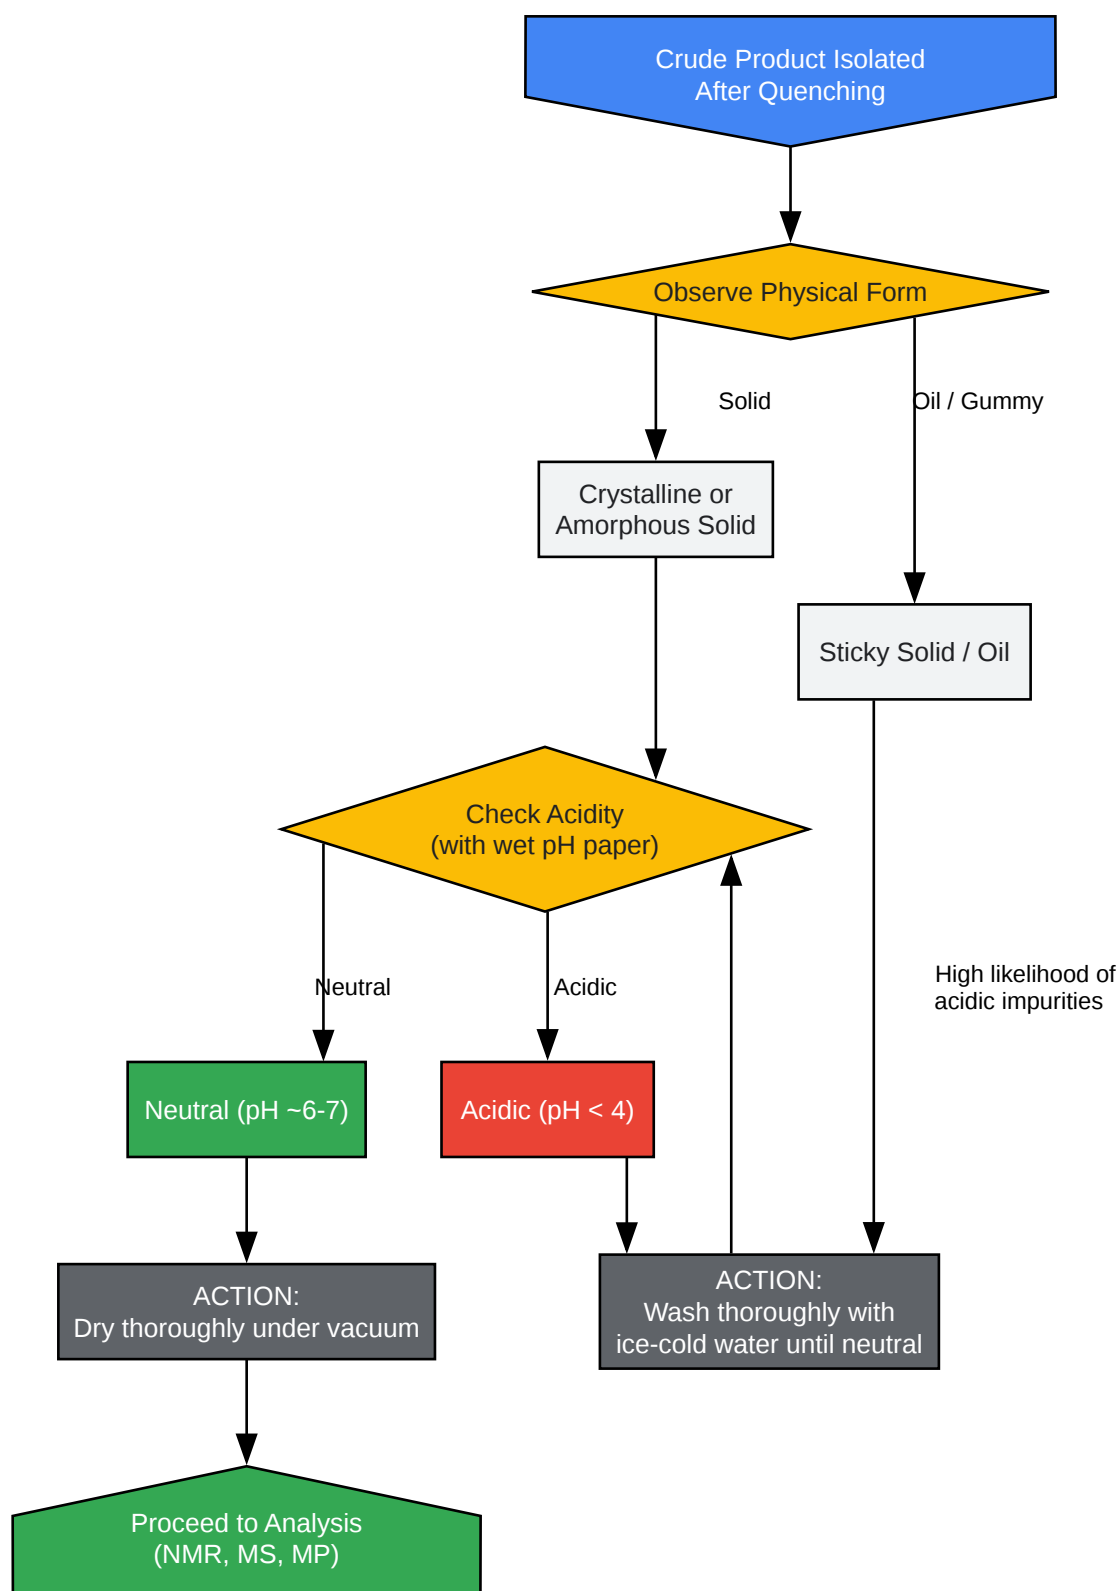 Crude Product Isolated
After Quenching
Observe Physical Form
Solid
Oil / Gummy
Crystalline or
Amorphous Solid
Sticky Solid / Oil
Check Acidity
(with wet pH paper)
Neutral
Acidic
High likelihood of
acidic impurities
Neutral (pH ~6-7)
Acidic (pH < 4)
ACTION:
Dry thoroughly under vacuum
ACTION:
Wash thoroughly with
ice-cold water until neutral
Proceed to Analysis
(NMR, MS, MP)